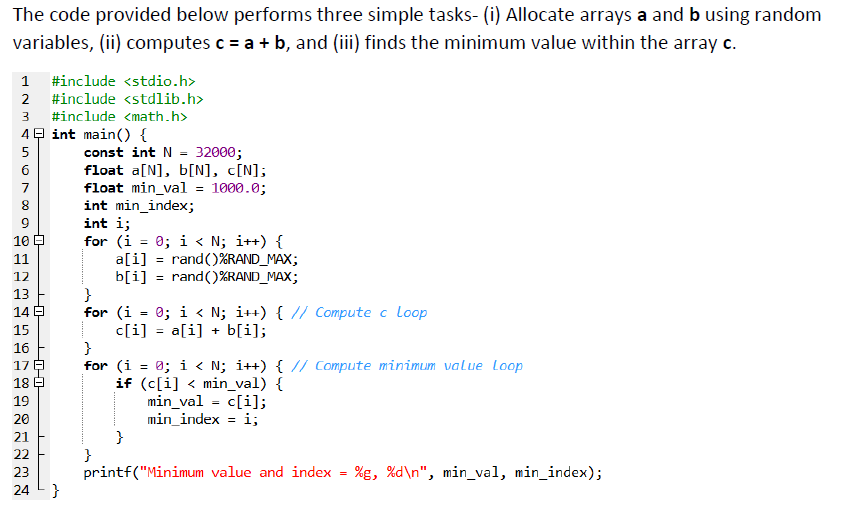 The code provided below performs three simple tasks- (i) Allocate arrays a and b using random
variables, (ii) computes c = a + b, and (iii) finds the minimum value within the array c.
1 #include <stdio.h>
2 #include <stdlib.h>
3 #include <math.h>
4 int main() {
5 const int N = 32000;
6 float a[N], b[N], c[N];
7 float min_val = 1000.0;
8 int min_index;
9 int i;
10 for (i = 0; i < N; i++) {
11 a[i] = rand()%RAND_MAX;
12 b[i] = rand()%RAND_MAX;
13 }
14 for (i = 0; i < N; i++) { // Compute c loop
15 c[i] = a[i] + b[i];
16 }
17 for (i = 0; i < N; i++) { // Compute minimum value loop
18 if (c[i] < min_val) {
19 min_val = c[i];
20 min_index = i;
21 }
22 }
23 printf("Minimum value and index = %g, %d\n", min_val, min_index);
24 }